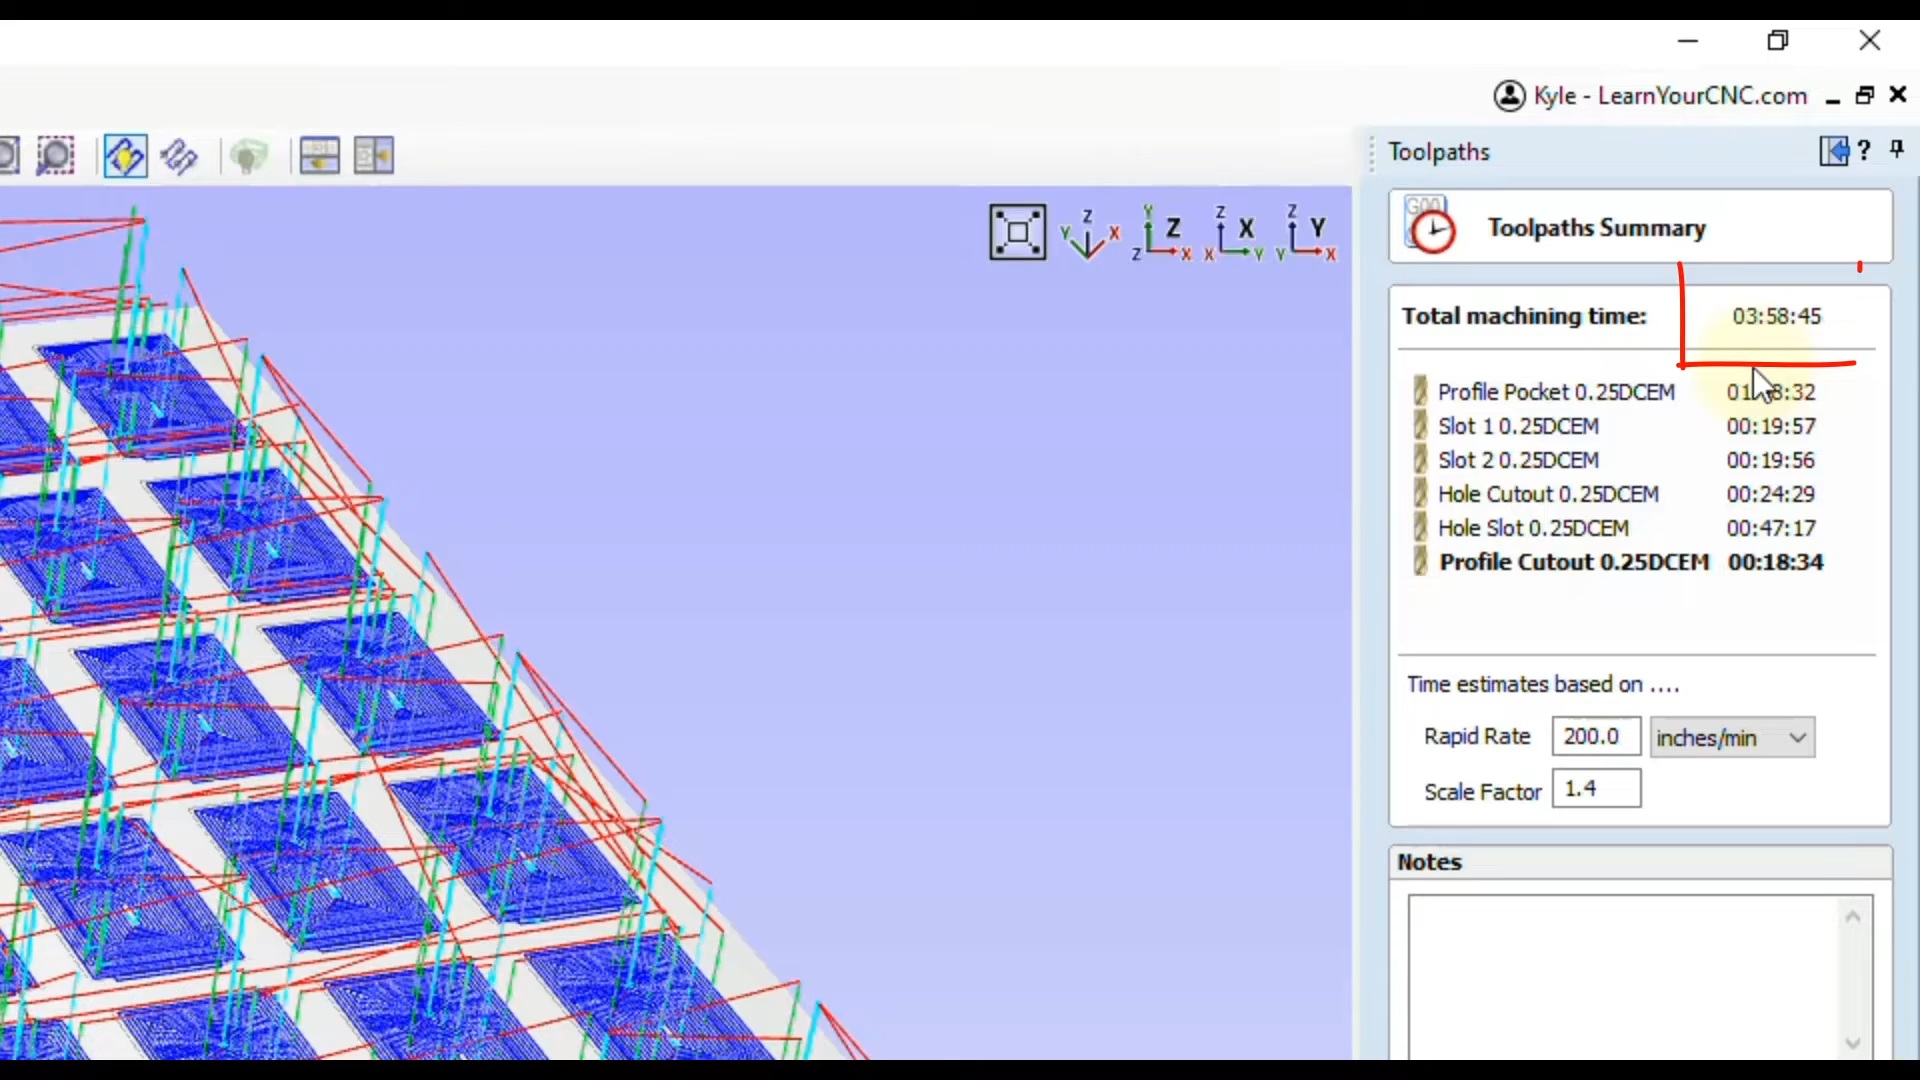 Kyle - LearnYourCNC.com
Toolpaths
?
G00
Toolpaths Summary
Z
Y X
Y Z
Z X
Z X
X Y
Z Y
Y X
Total machining time: 03:58:45
Profile Pocket 0.25DCEM
Slot 1 0.25DCEM 00:19:57
Slot 2 0.25DCEM 00:19:56
Hole Cutout 0.25DCEM 00:24:29
Hole Slot 0.25DCEM 00:47:17
Profile Cutout 0.25DCEM 00:18:34
Time estimates based on ....
Rapid Rate 200.0 inches/min
Scale Factor 1.4
Notes